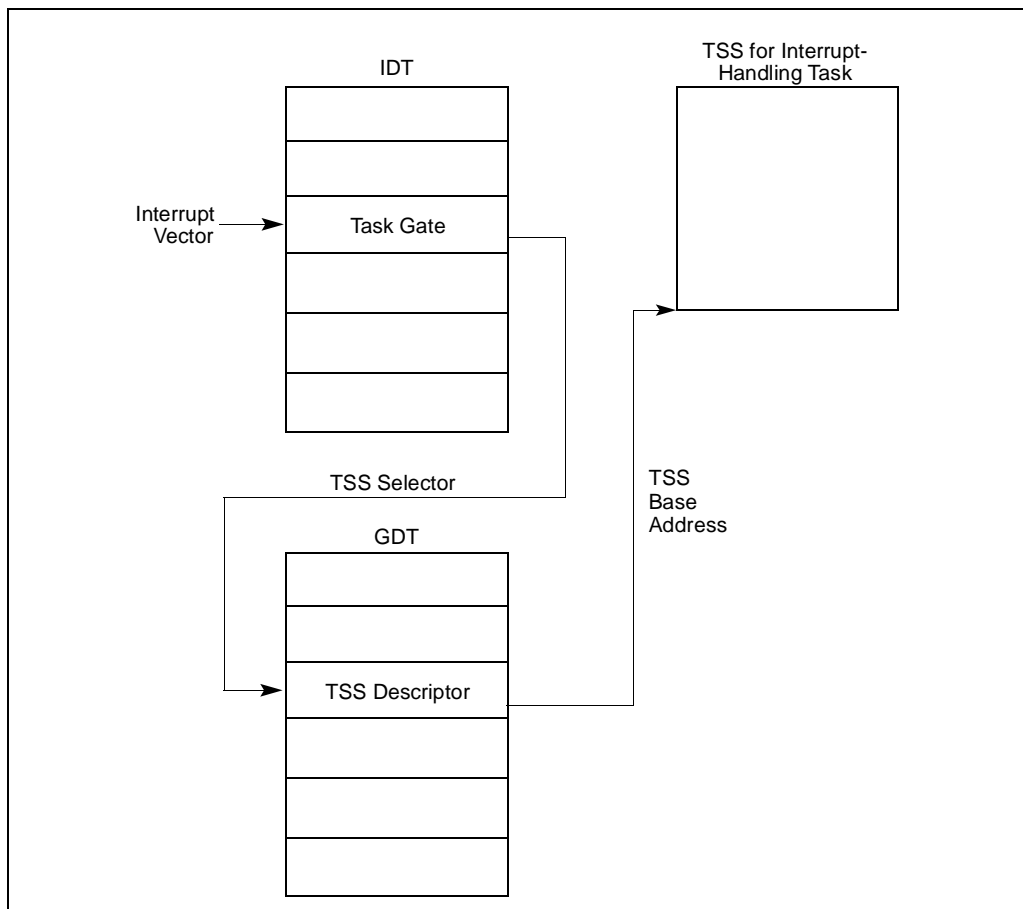 IDT
TSS for Interrupt-
Handling Task
Interrupt
Vector
Task Gate
TSS Selector
TSS
Base
Address
GDT
TSS Descriptor